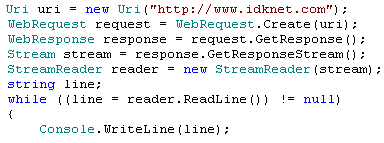 Uri uri = new Uri("http://www.idknet.com");
WebRequest request = WebRequest.Create(uri);
WebResponse response = request.GetResponse();
Stream stream = response.GetResponseStream();
StreamReader reader = new StreamReader(stream);
string line;
while ((line = reader.ReadLine()) != null)
{
    Console.WriteLine(line);